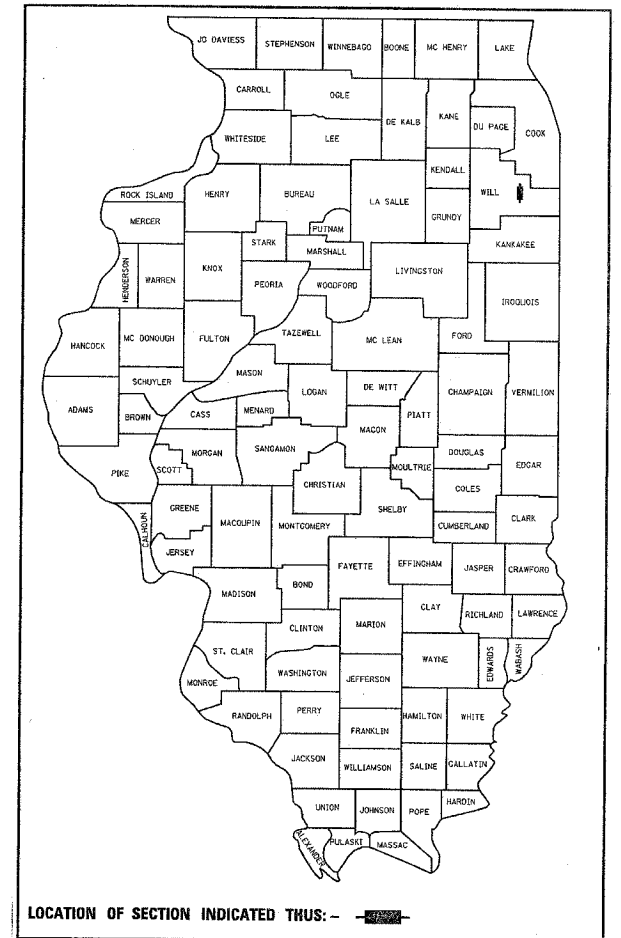 JO DAVIESS
STEPHENSON
WINNEBAGO
BOONE
MC HENRY
LAKE
CARROLL
OGLE
DE KALB
KANE
DU PAGE
COOK
WHITESIDE
LEE
KENDALL
WILL
ROCK ISLAND
HENRY
BUREAU
LA SALLE
GRUNDY
MERCER
PUTNAM
KANKAKEE
STARK
MARSHALL
HENDERSON
WARREN
KNOX
PEORIA
WOODFORD
LIVINGSTON
IROQUOIS
HANCOCK
MC DONOUGH
FULTON
TAZEWELL
MC LEAN
FORD
SCHUYLER
MASON
LOGAN
DE WITT
CHAMPAIGN
VERMILION
ADAMS
BROWN
CASS
MENARD
MACON
PIATT
PIKE
SCOTT
MORGAN
SANGAMON
CHRISTIAN
MOULTRIE
DOUGLAS
EDGAR
COLES
CALHOUN
GREENE
MACOUPIN
MONTGOMERY
SHELBY
CUMBERLAND
CLARK
JERSEY
FAYETTE
EFFINGHAM
JASPER
CRAWFORD
MADISON
BOND
CLAY
RICHLAND
LAWRENCE
CLINTON
MARION
ST. CLAIR
WAYNE
EDWARDS
WABASH
MONROE
WASHINGTON
JEFFERSON
RANDOLPH
PERRY
HAMILTON
WHITE
FRANKLIN
JACKSON
WILLIAMSON
SALINE
GALLATIN
UNION
JOHNSON
POPE
HARDIN
ALEXANDER
PULASKI
MASSAC
LOCATION OF SECTION INDICATED THUS: -